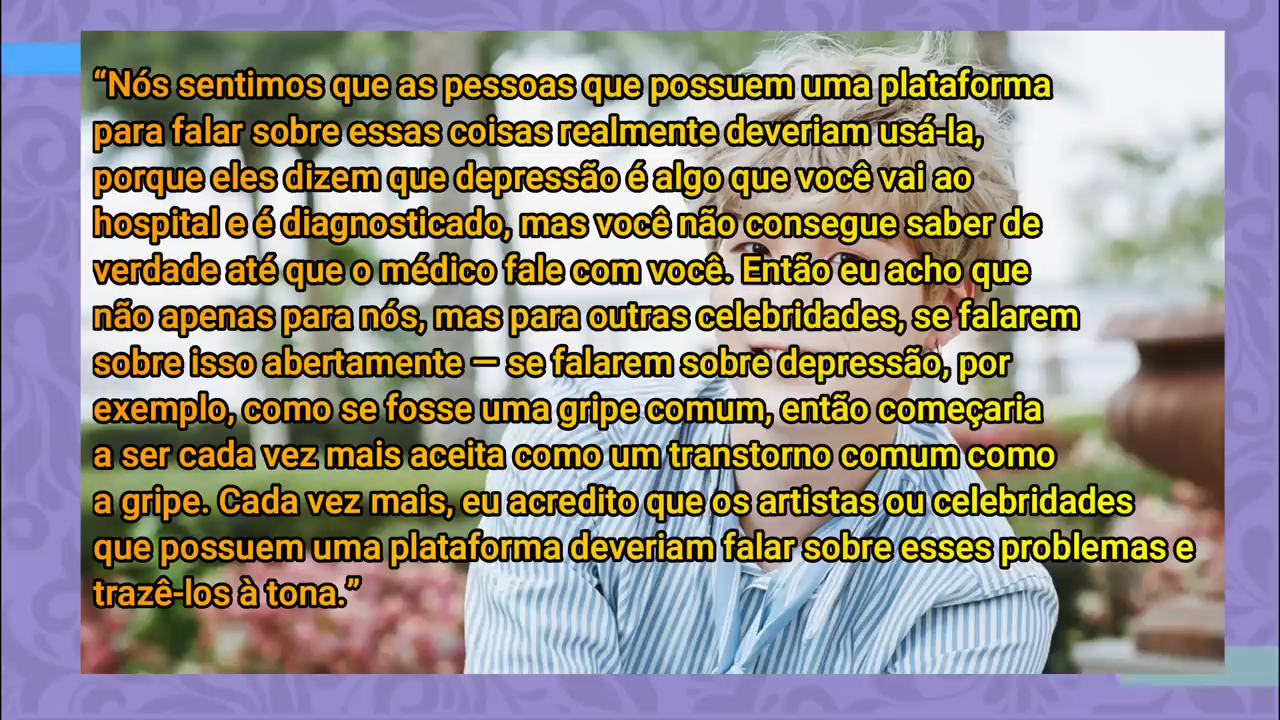 “Nós sentimos que as pessoas que possuem uma plataforma
para falar sobre essas coisas realmente deveriam usá-la,
porque eles dizem que depressão é algo que você vai ao
hospital e é diagnosticado, mas você não consegue saber de
verdade até que o médico fale com você. Então eu acho que
não apenas para nós, mas para outras celebridades, se falarem
sobre isso abertamente — se falarem sobre depressão, por
exemplo, como se fosse uma gripe comum, então começaria
a ser cada vez mais aceita como um transtorno comum como
a gripe. Cada vez mais, eu acredito que os artistas ou celebridades
que possuem uma plataforma deveriam falar sobre esses problemas e
trazê-los à tona.”